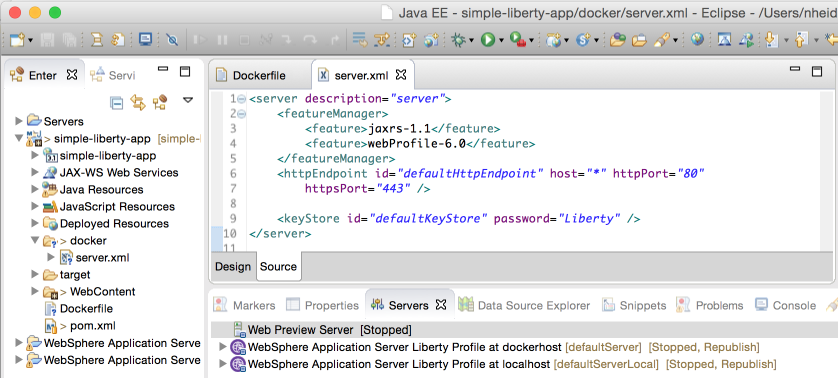 Java EE - simple-liberty-app/docker/server.xml - Eclipse - /Users/nheid
Enter
Servi
Servers
> simple-liberty-app [simple-l
simple-liberty-app
JAX-WS Web Services
Java Resources
JavaScript Resources
Deployed Resources
> docker
> server.xml
target
> WebContent
Dockerfile
> pom.xml
WebSphere Application Serve
WebSphere Application Serve
Dockerfile
server.xml
1 <server description="server">
2 <featureManager>
3 <feature>jaxrs-1.1</feature>
4 <feature>webProfile-6.0</feature>
5 </featureManager>
6 <httpEndpoint id="defaultHttpEndpoint" host="*" httpPort="80"
7 httpsPort="443" />
8
9 <keyStore id="defaultKeyStore" password="Liberty" />
10 </server>
11
Design
Source
Markers
Properties
Servers
Data Source Explorer
Snippets
Problems
Console
Web Preview Server [Stopped]
WebSphere Application Server Liberty Profile at dockerhost [defaultServer] [Stopped, Republish]
WebSphere Application Server Liberty Profile at localhost [defaultServerLocal] [Stopped, Republish]